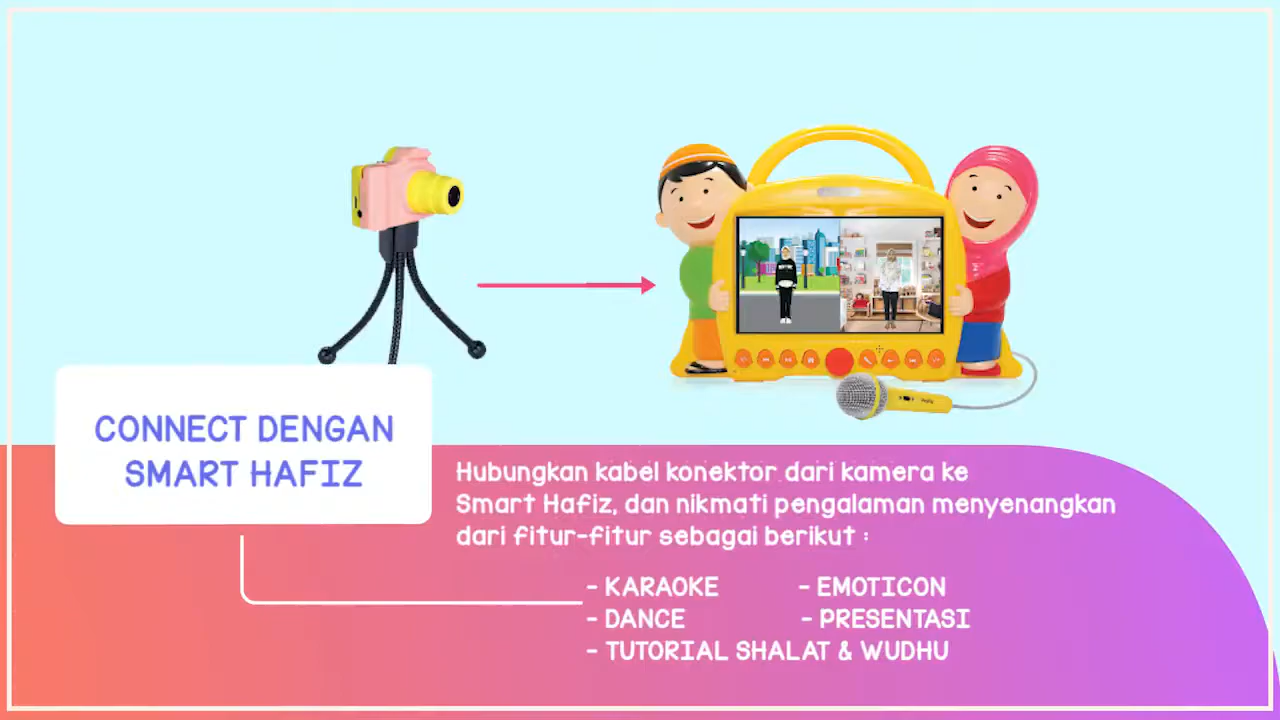 CONNECT DENGAN
SMART HAFIZ
Hubungkan kabel konektor dari kamera ke
Smart Hafiz, dan nikmati pengalaman menyenangkan
dari fitur-fitur sebagai berikut :
- KARAOKE - EMOTICON
- DANCE - PRESENTASI
- TUTORIAL SHALAT & WUDHU